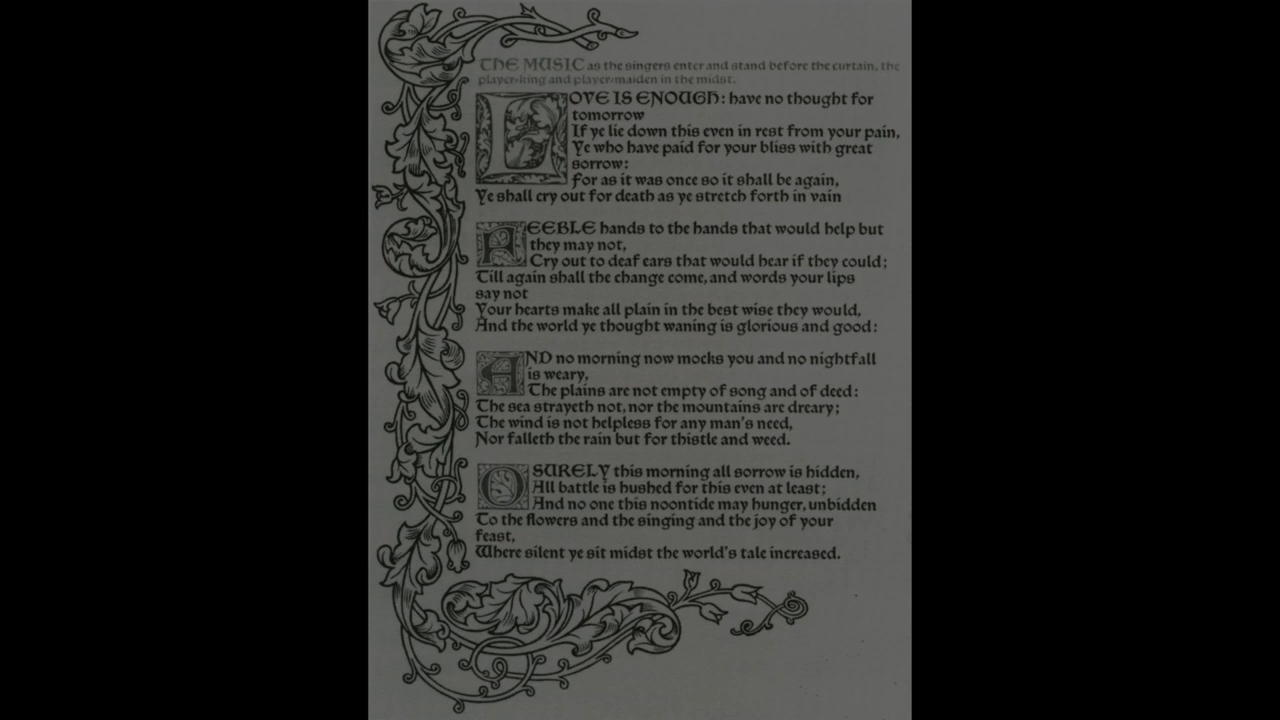 THE MUSIC as the singers enter and stand before the curtain, the
player-king and player-maiden in the midst.
LOVE IS ENOUGH: have no thought for
tomorrow
If ye lie down this even in rest from your pain,
Ye who have paid for your bliss with great
sorrow:
For as it was once so it shall be again,
Ye shall cry out for death as ye stretch forth in vain
FEEBLE hands to the hands that would help but
they may not,
Cry out to deaf ears that would hear if they could;
Till again shall the change come, and words your lips
say not
Your hearts make all plain in the best wise they would,
And the world ye thought waning is glorious and good:
AND no morning now mocks you and no nightfall
is weary,
The plains are not empty of song and of deed:
The sea strayeth not, nor the mountains are dreary;
The wind is not helpless for any man's need,
Nor falleth the rain but for thistle and weed.
O SURELY this morning all sorrow is hidden,
All battle is hushed for this even at least;
And no one this noontide may hunger, unbidden
To the flowers and the singing and the joy of your
feast,
Where silent ye sit midst the world's tale increased.